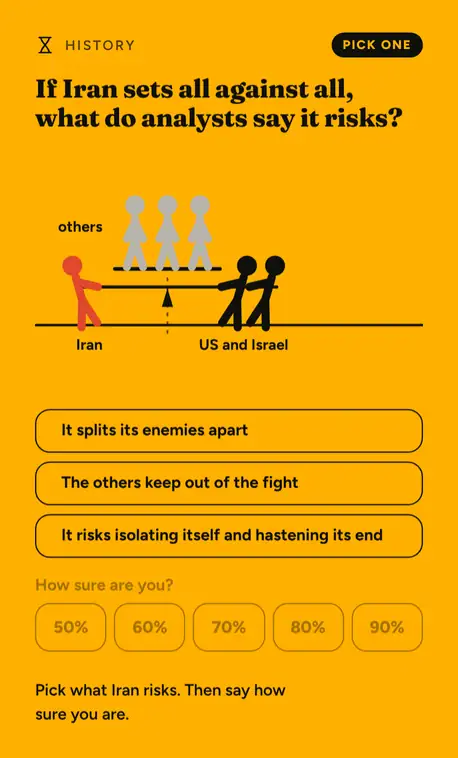 HISTORY
PICK ONE
If Iran sets all against all,
what do analysts say it risks?
others
Iran
US and Israel
It splits its enemies apart
The others keep out of the fight
It risks isolating itself and hastening its end
How sure are you?
50%
60%
70%
80%
90%
Pick what Iran risks. Then say how
sure you are.